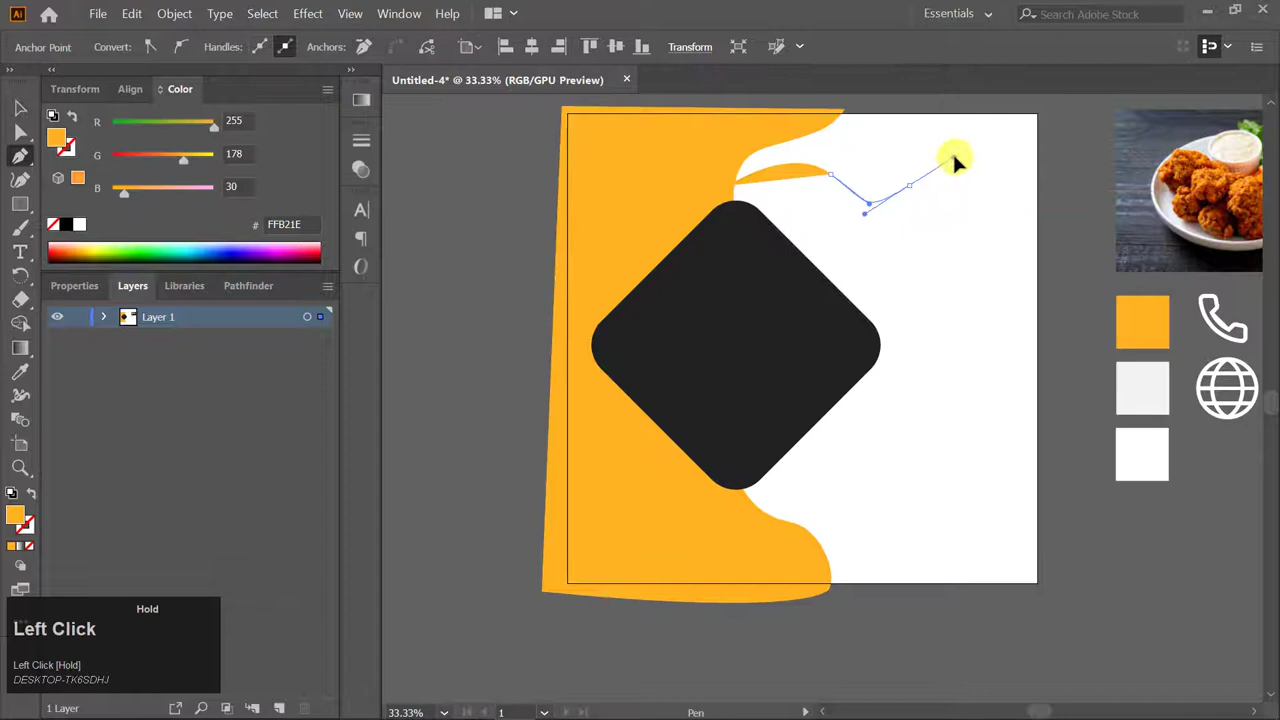 Ai File Edit Object Type Select Effect View Window Help Essentials Search Adobe Stock
Anchor Point Convert: Handles: Anchors: Transform
Untitled-4* @ 33.33% (RGB/GPU Preview)
Transform Align Color
R 255
G 178
B 30
# FFB21E
Properties Layers Libraries Pathfinder
Layer 1
Hold
Left Click
Left Click [Hold]
DESKTOP-TK6SDHJ
1 Layer 33.33% 1 Pen